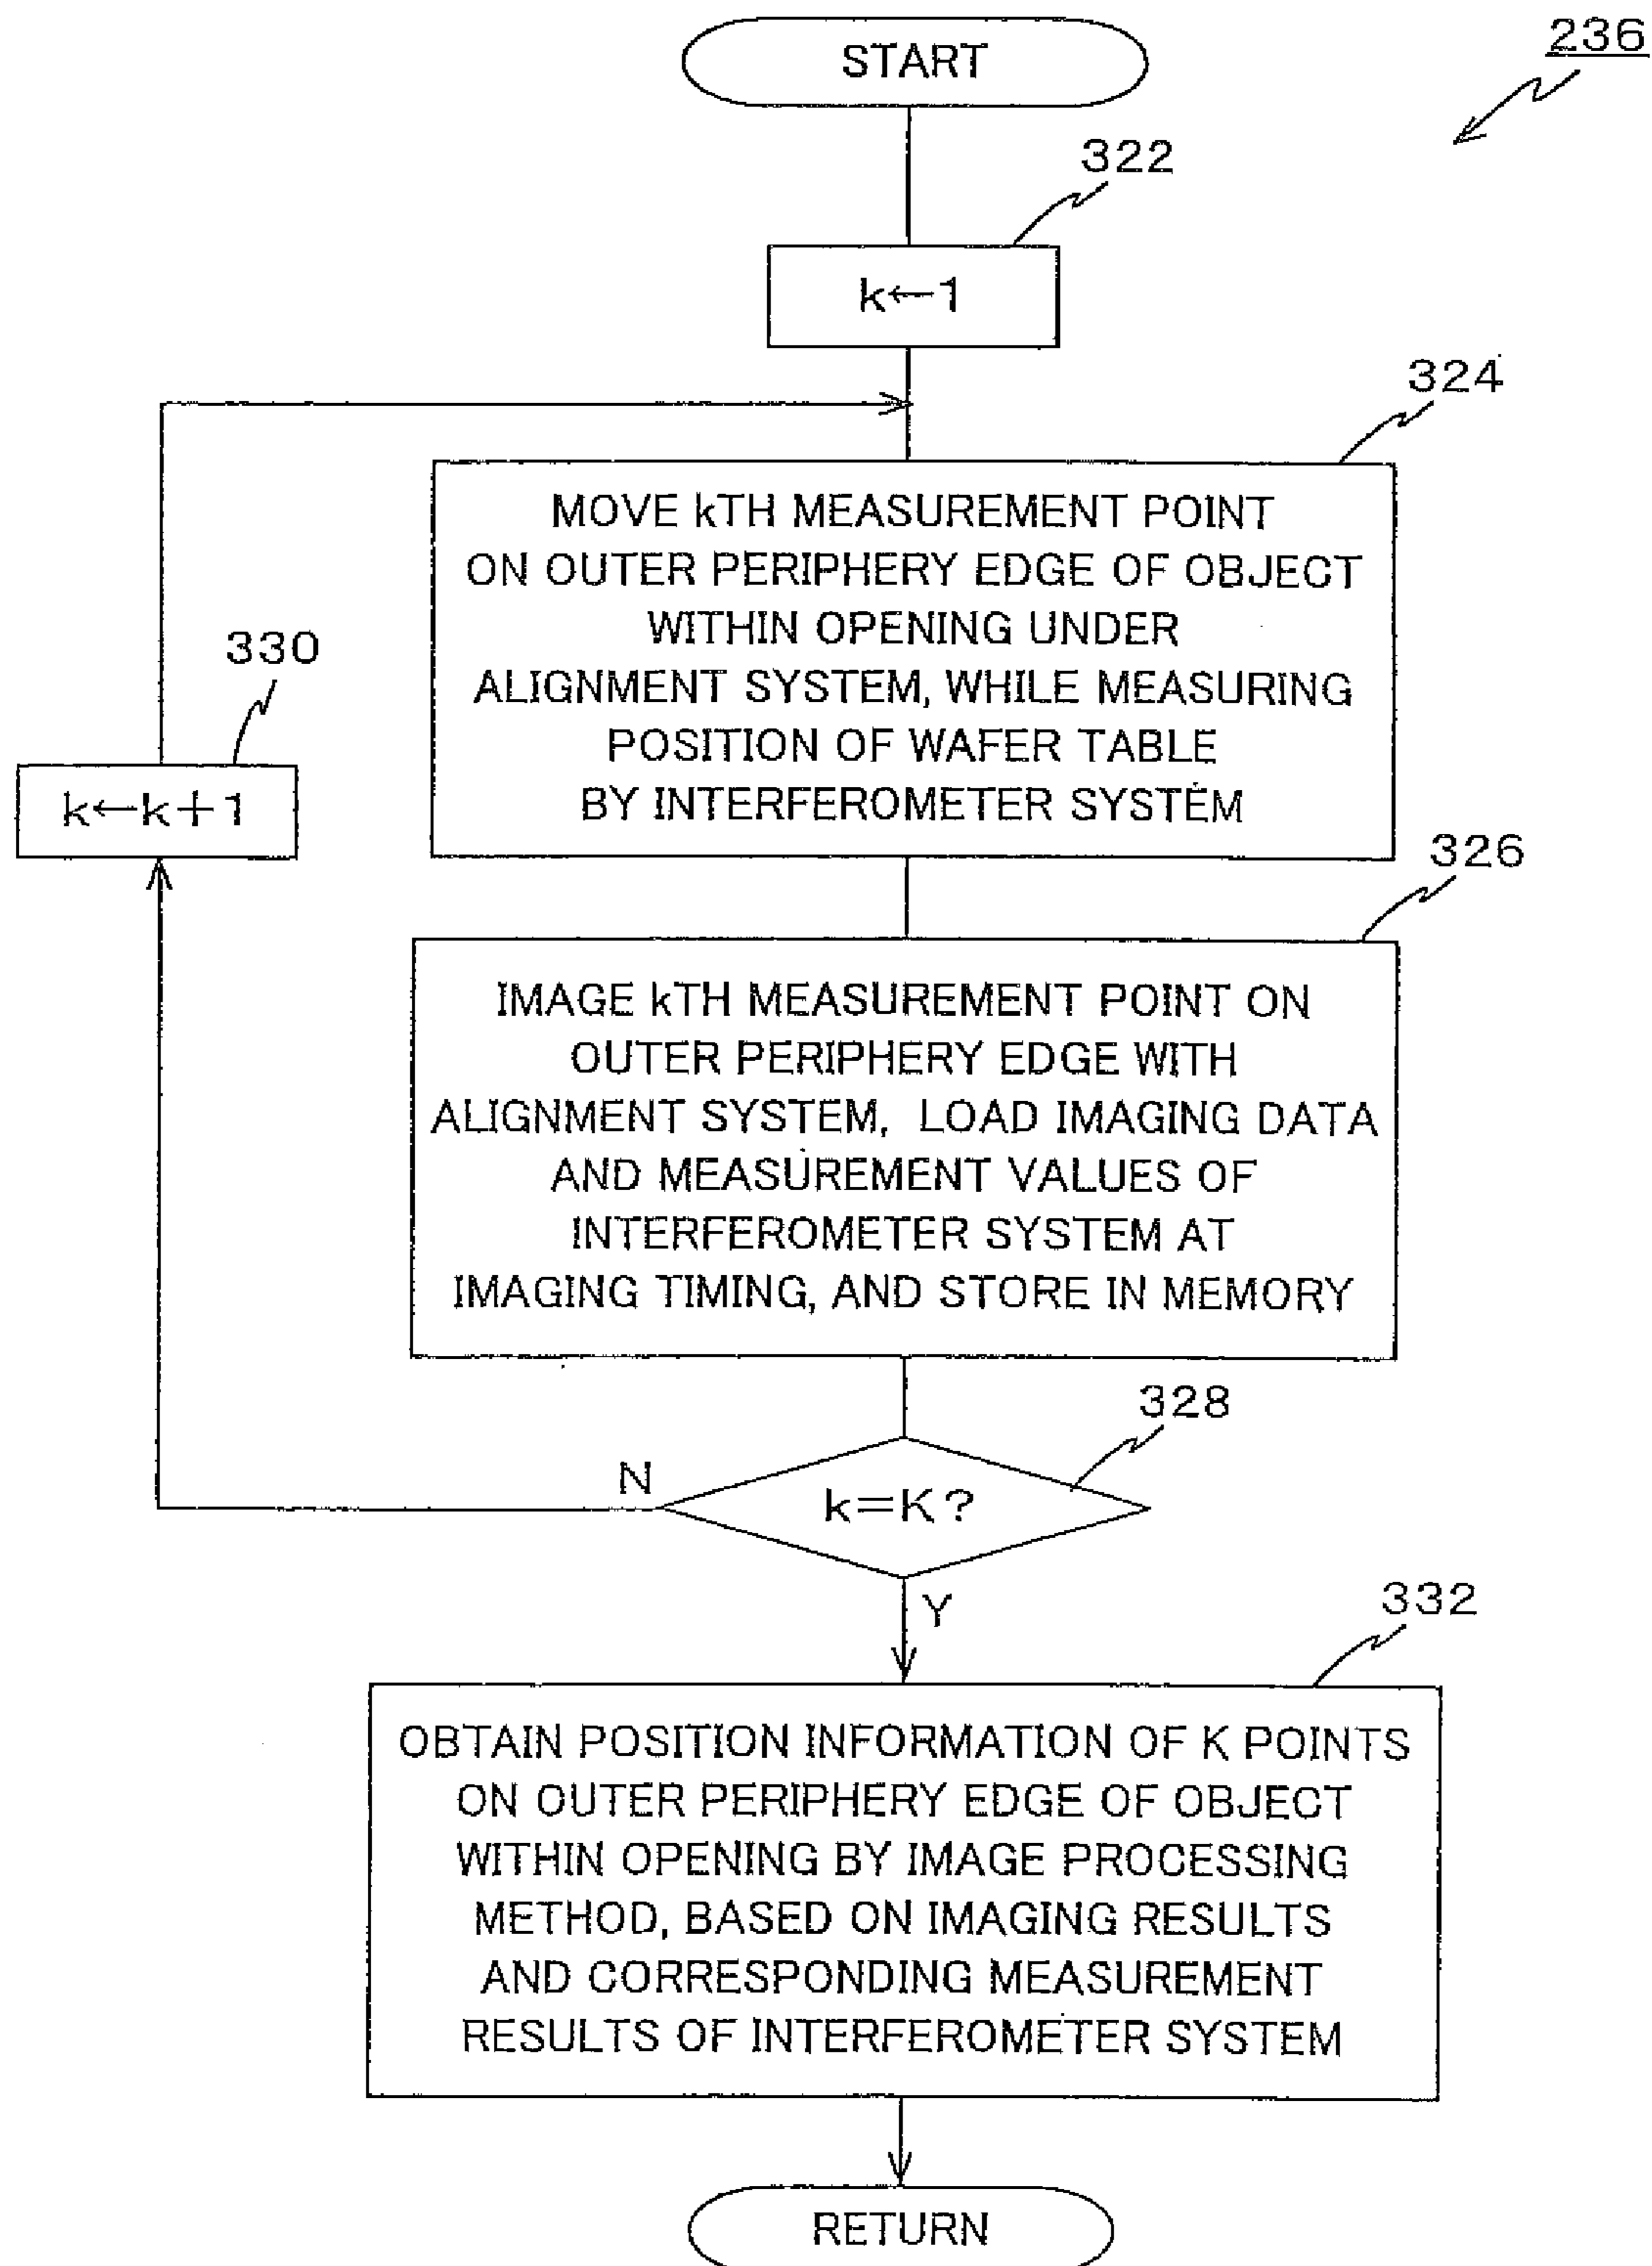 236
START
322
k←1
324
MOVE kTH MEASUREMENT POINT
ON OUTER PERIPHERY EDGE OF OBJECT
WITHIN OPENING UNDER
ALIGNMENT SYSTEM, WHILE MEASURING
POSITION OF WAFER TABLE
BY INTERFEROMETER SYSTEM
330
k←k+1
326
IMAGE kTH MEASUREMENT POINT ON
OUTER PERIPHERY EDGE WITH
ALIGNMENT SYSTEM, LOAD IMAGING DATA
AND MEASUREMENT VALUES OF
INTERFEROMETER SYSTEM AT
IMAGING TIMING, AND STORE IN MEMORY
328
N
k=K?
Y
332
OBTAIN POSITION INFORMATION OF K POINTS
ON OUTER PERIPHERY EDGE OF OBJECT
WITHIN OPENING BY IMAGE PROCESSING
METHOD, BASED ON IMAGING RESULTS
AND CORRESPONDING MEASUREMENT
RESULTS OF INTERFEROMETER SYSTEM
RETURN